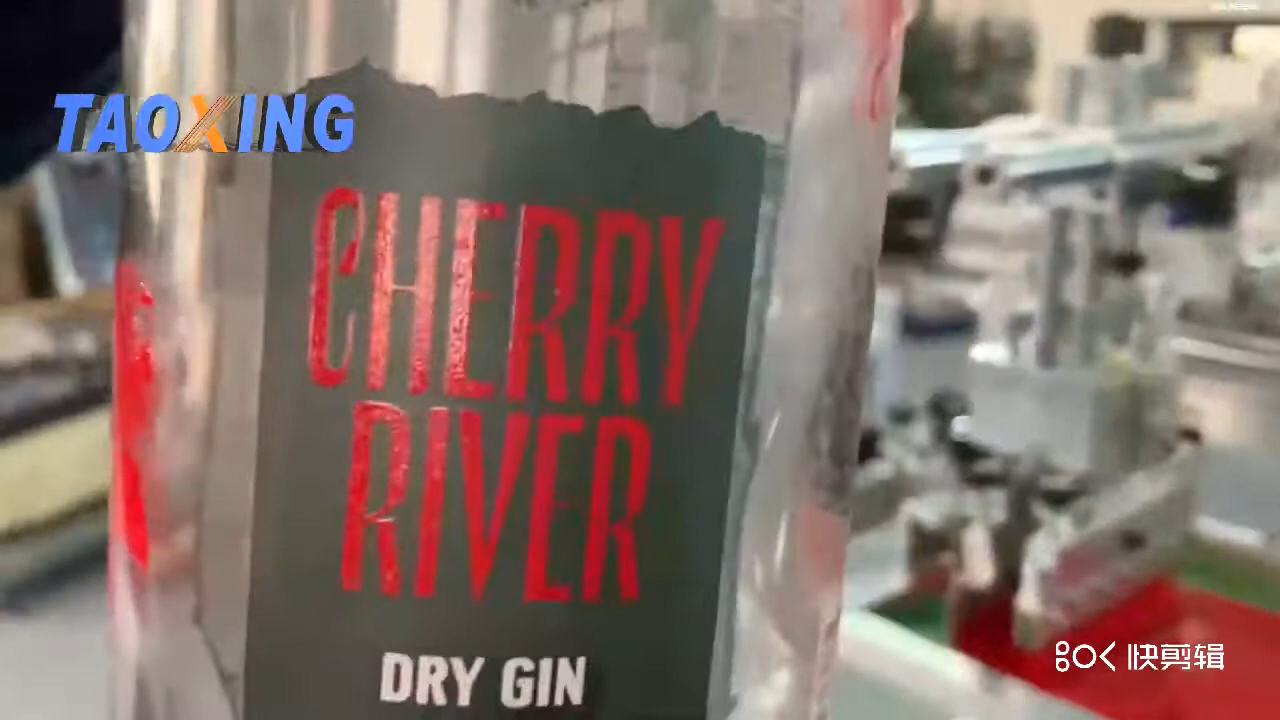 TAOXING
CHERRY
RIVER
DRY GIN
快剪辑